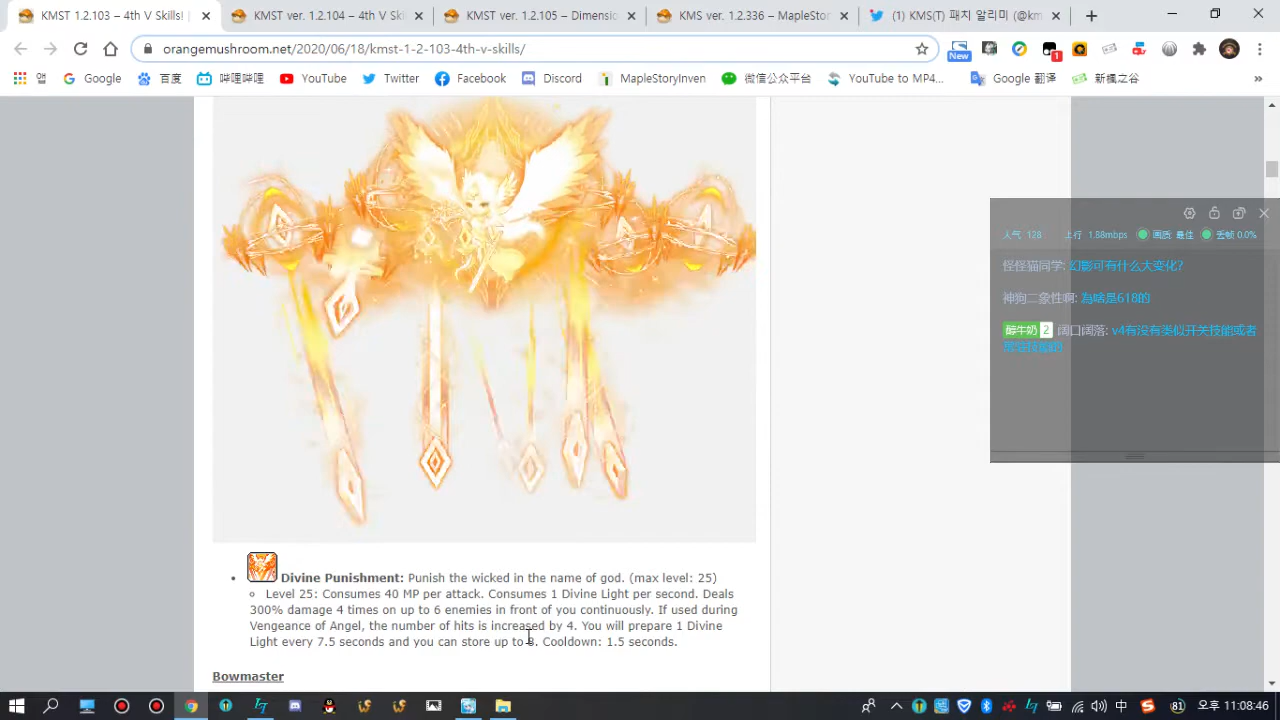 KMST 1.2.103 – 4th V Skills!
KMST ver. 1.2.104 – 4th V Ski
KMST ver. 1.2.105 – Dimensio
KMS ver. 1.2.336 – MapleStor
(1) KMS(T) 패치 알리미 (@km
orangemushroom.net/2020/06/18/kmst-1-2-103-4th-v-skills/
New
1
앱
Google
百度
哔哩哔哩
YouTube
Twitter
Facebook
Discord
MapleStoryInven
微信公众平台
YouTube to MP4...
Google 翻译
新楓之谷
»
人气 128 上行 1.88mbps 画质 最佳 丢帧 0.0%
怪怪猫同学: 幻影可有什么大变化?
神狗二象性啊: 為啥是618的
醇牛奶 2 阔口阔落: v4有没有类似开关技能或者
Divine Punishment: Punish the wicked in the name of god. (max level: 25)
Level 25: Consumes 40 MP per attack. Consumes 1 Divine Light per second. Deals
300% damage 4 times on up to 6 enemies in front of you continuously. If used during
Vengeance of Angel, the number of hits is increased by 4. You will prepare 1 Divine
Light every 7.5 seconds and you can store up to 8. Cooldown: 1.5 seconds.
Bowmaster
中
81
오후 11:08:46